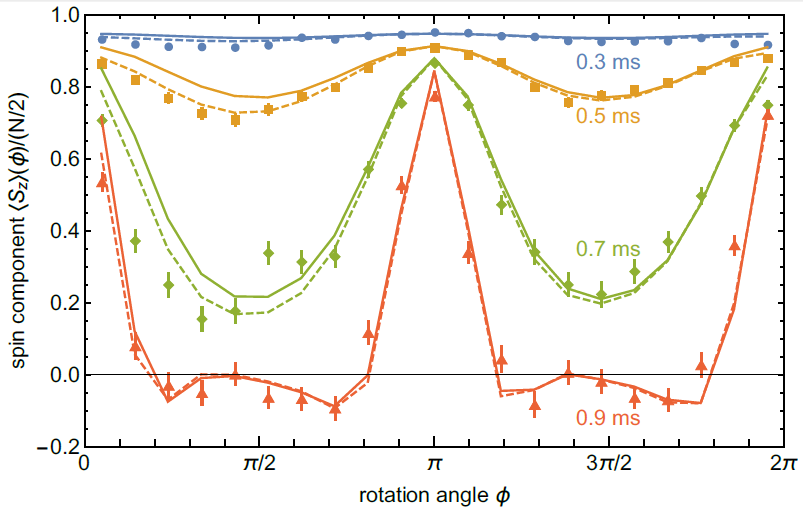 1.0
0.8
0.6
0.4
0.2
0.0
−0.2
spin component ⟨Sz⟩(ϕ)/(N/2)
0.3 ms
0.5 ms
0.7 ms
0.9 ms
0
π/2
π
3π/2
2π
rotation angle ϕ